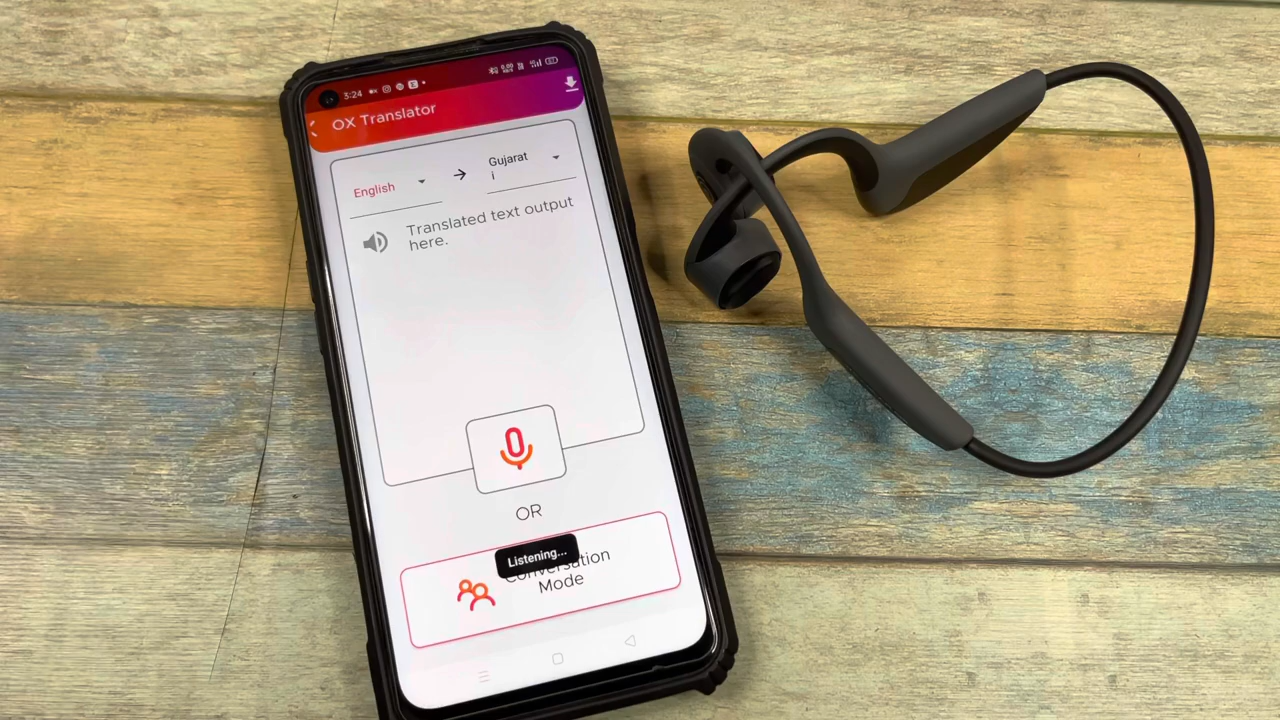 3:24
OX Translator
English
Gujarat
i
Translated text output
here.
OR
Listening...
Conversation
Mode